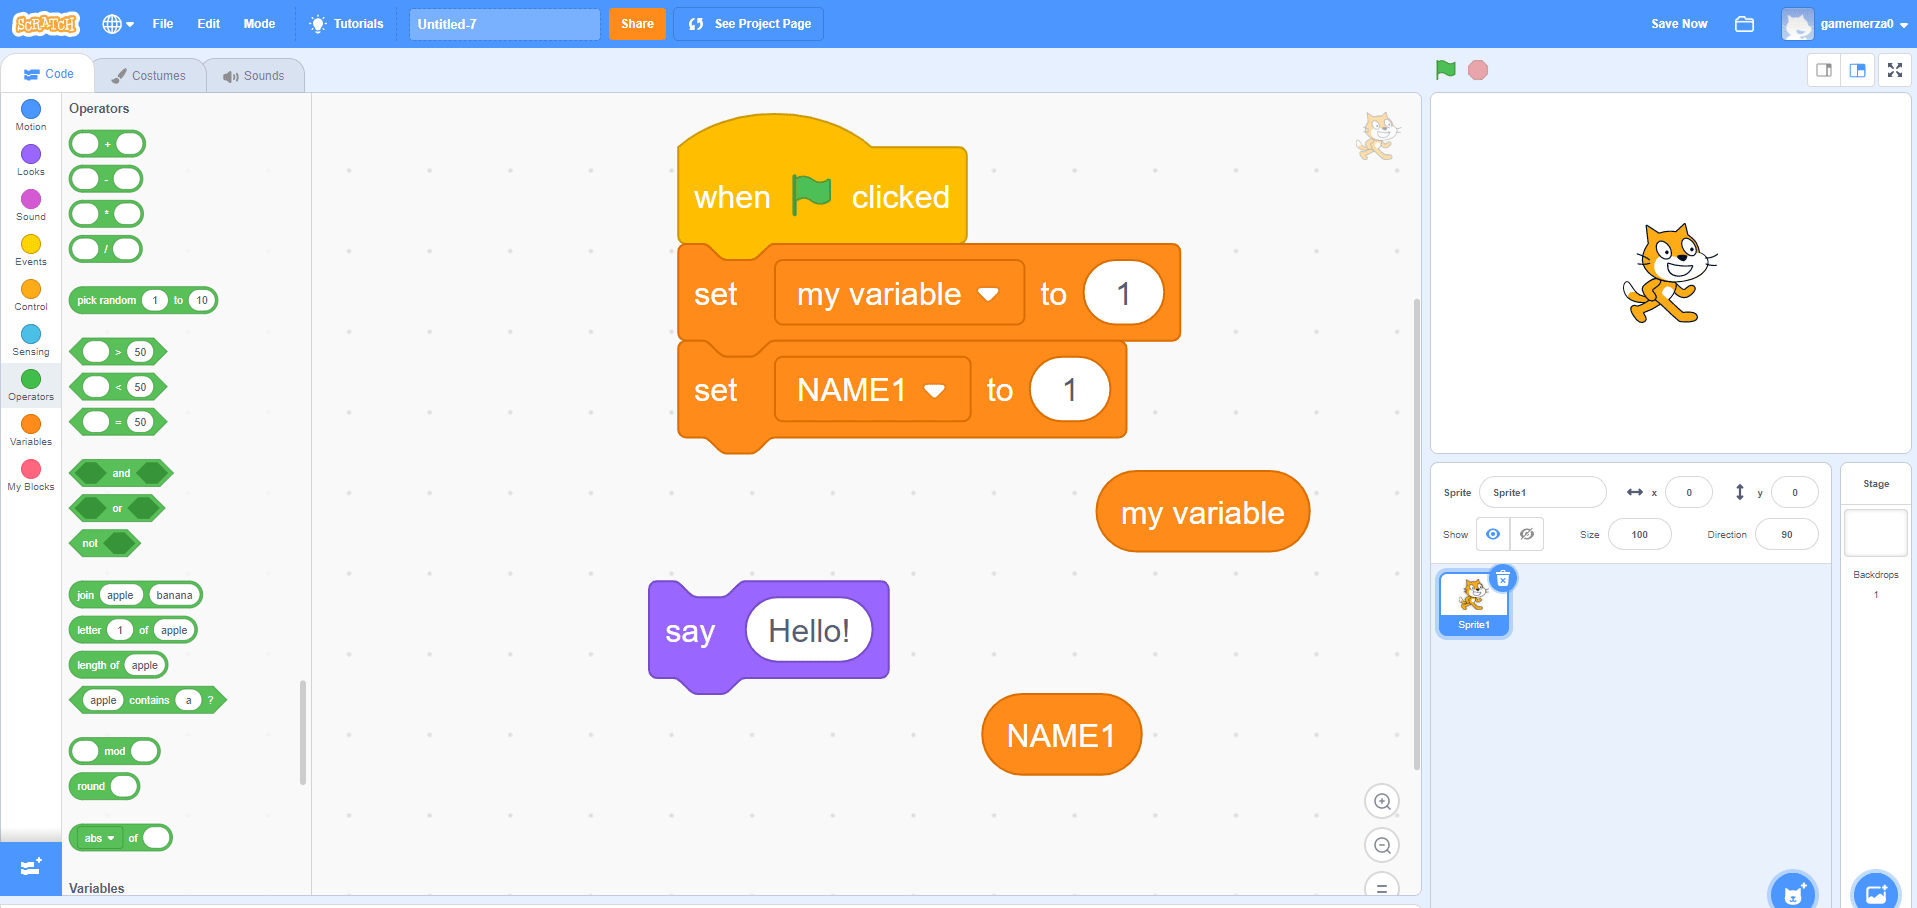 SCRATCH File Edit Mode Tutorials Untitled-7 Share See Project Page Save Now gamemerza0
Code Costumes Sounds
Motion
Looks
Sound
Events
Control
Sensing
Operators
Variables
My Blocks
Operators
+
-
*
/
pick random 1 to 10
> 50
< 50
= 50
and
or
not
join apple banana
letter 1 of apple
length of apple
apple contains a ?
mod
round
abs of
Variables
when clicked
set my variable to 1
set NAME1 to 1
my variable
say Hello!
NAME1
Sprite Sprite1 x 0 y 0
Show Size 100 Direction 90
Sprite1
Stage
Backdrops
1